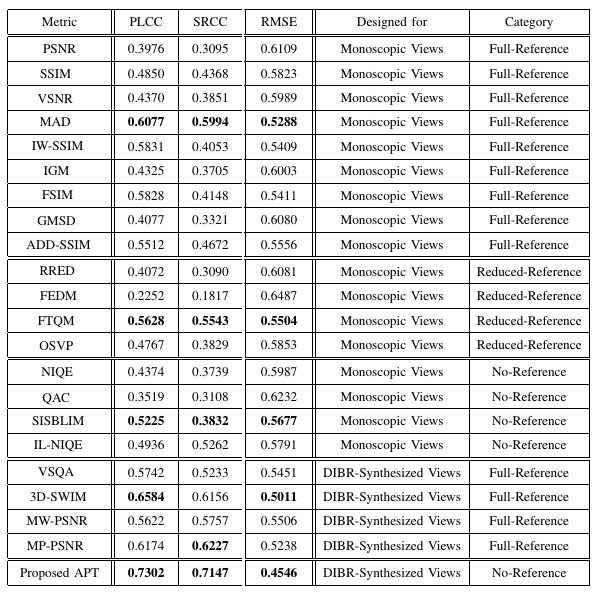 Metric PLCC SRCC RMSE Designed for Category
PSNR 0.3976 0.3095 0.6109 Monoscopic Views Full-Reference
SSIM 0.4850 0.4368 0.5823 Monoscopic Views Full-Reference
VSNR 0.4370 0.3851 0.5989 Monoscopic Views Full-Reference
MAD 0.6077 0.5994 0.5288 Monoscopic Views Full-Reference
IW-SSIM 0.5831 0.4053 0.5409 Monoscopic Views Full-Reference
IGM 0.4325 0.3705 0.6003 Monoscopic Views Full-Reference
FSIM 0.5828 0.4148 0.5411 Monoscopic Views Full-Reference
GMSD 0.4077 0.3321 0.6080 Monoscopic Views Full-Reference
ADD-SSIM 0.5512 0.4672 0.5556 Monoscopic Views Full-Reference
RRED 0.4072 0.3090 0.6081 Monoscopic Views Reduced-Reference
FEDM 0.2252 0.1817 0.6487 Monoscopic Views Reduced-Reference
FTQM 0.5628 0.5543 0.5504 Monoscopic Views Reduced-Reference
OSVP 0.4767 0.3829 0.5853 Monoscopic Views Reduced-Reference
NIQE 0.4374 0.3739 0.5987 Monoscopic Views No-Reference
QAC 0.3519 0.3108 0.6232 Monoscopic Views No-Reference
SISBLIM 0.5225 0.3832 0.5677 Monoscopic Views No-Reference
IL-NIQE 0.4936 0.5262 0.5791 Monoscopic Views No-Reference
VSQA 0.5742 0.5233 0.5451 DIBR-Synthesized Views Full-Reference
3D-SWIM 0.6584 0.6156 0.5011 DIBR-Synthesized Views Full-Reference
MW-PSNR 0.5622 0.5757 0.5506 DIBR-Synthesized Views Full-Reference
MP-PSNR 0.6174 0.6227 0.5238 DIBR-Synthesized Views Full-Reference
Proposed APT 0.7302 0.7147 0.4546 DIBR-Synthesized Views No-Reference